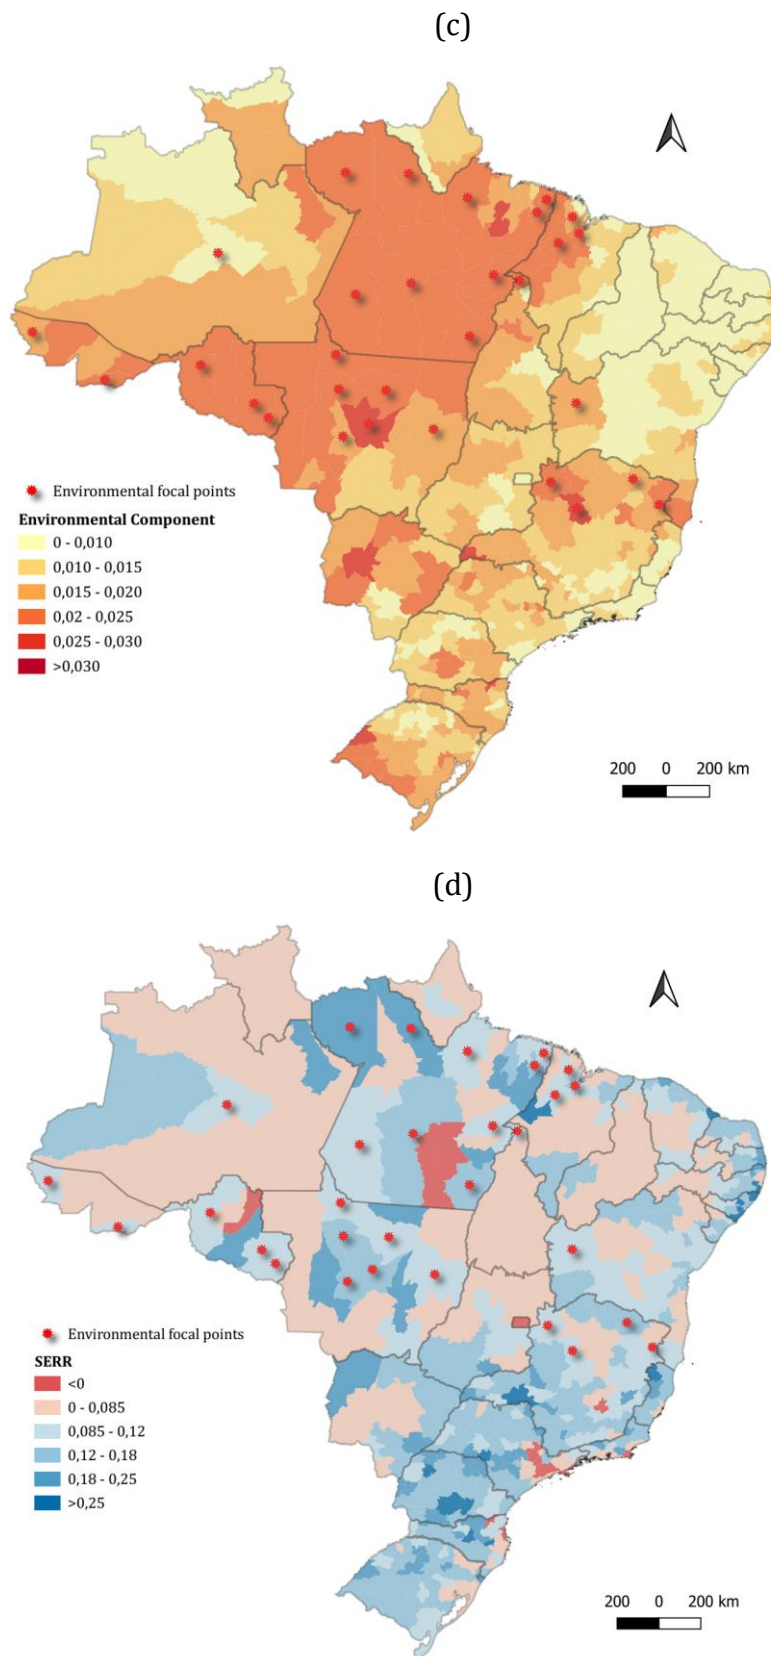 (c)
Environmental focal points
Environmental Component
0 - 0,010
0,010 - 0,015
0,015 - 0,020
0,02 - 0,025
0,025 - 0,030
>0,030
200 0 200 km
(d)
Environmental focal points
SERR
<0
0 - 0,085
0,085 - 0,12
0,12 - 0,18
0,18 - 0,25
>0,25
200 0 200 km